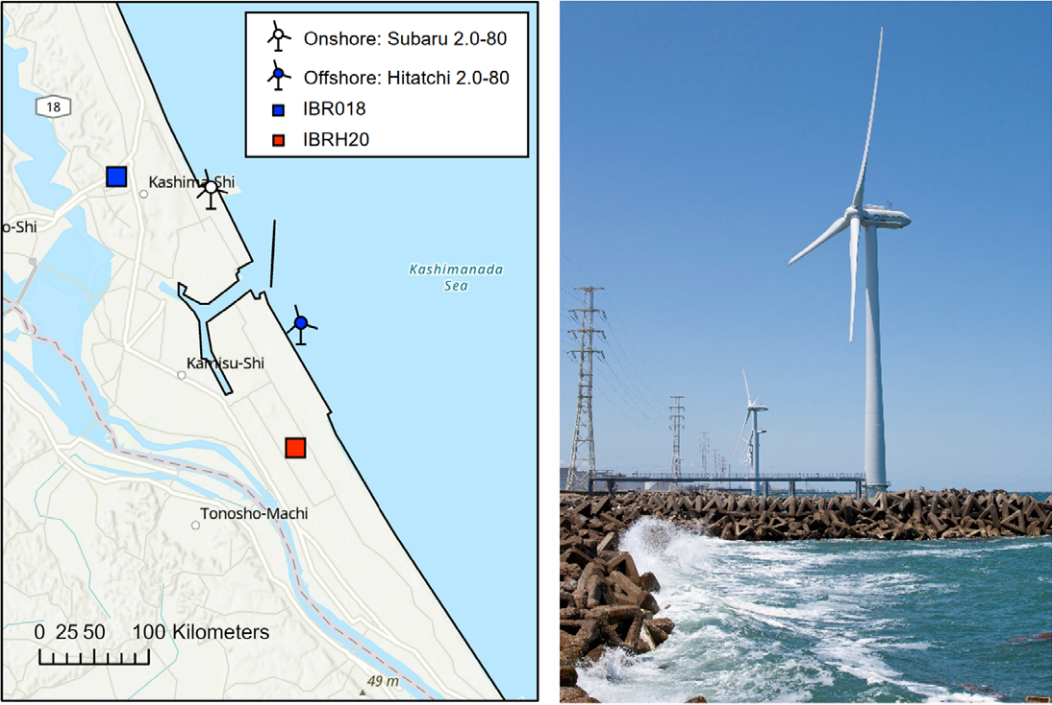 Onshore: Subaru 2.0-80
Offshore: Hitatchi 2.0-80
IBR018
IBRH20
18
Kashima-Shi
o-Shi
Kashimanada
Sea
Kamisu-Shi
Tonosho-Machi
0 25 50 100 Kilometers
49 m